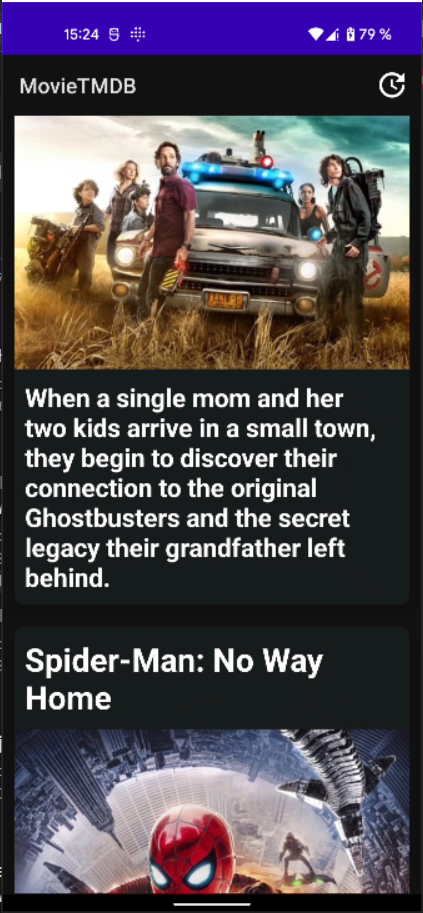 15:24 79 %
MovieTMDB
When a single mom and her
two kids arrive in a small town,
they begin to discover their
connection to the original
Ghostbusters and the secret
legacy their grandfather left
behind.
Spider-Man: No Way
Home